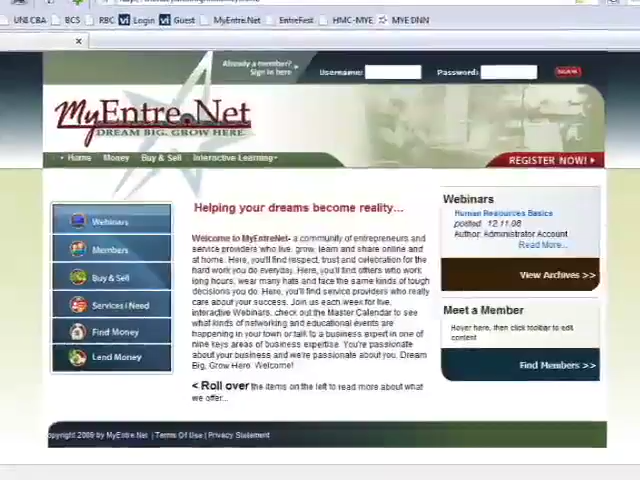 UNI CBA BCS RBC Login Guest MyEntre.Net EntreFest HMC-MYE MYE DNN
Already a member?
Sign in here
Username: Password: SIGN IN
MyEntre.Net
DREAM BIG. GROW HERE.
Home Money Buy & Sell Interactive Learning
REGISTER NOW!
Webinars
Members
Buy & Sell
Services I Need
Find Money
Lend Money
Helping your dreams become reality...
Welcome to MyEntreNet- a community of entrepreneurs and
service providers who live, grow, learn and share online and
at home. Here, you'll find respect, trust and celebration for the
hard work you do everyday. Here, you'll find others who work
long hours, wear many hats and face the same kinds of tough
decisions you do. Here, you'll find service providers who really
care about your success. Join us each week for live,
interactive Webinars, check out the Master Calendar to see
what kinds of networking and educational events are
happening in your town or talk to a business expert in one of
nine keys areas of business expertise. You're passionate
about your business and we're passionate about you. Dream
Big, Grow Here. Welcome!
< Roll over the items on the left to read more about what
we offer...
Webinars
Human Resources Basics
posted: 12.11.08
Author: Administrator Account
Read More...
View Archives >>
Meet a Member
Hover here, then click toolbar to edit
content
Find Members >>
opyright 2008 by MyEntre.Net | Terms Of Use | Privacy Statement